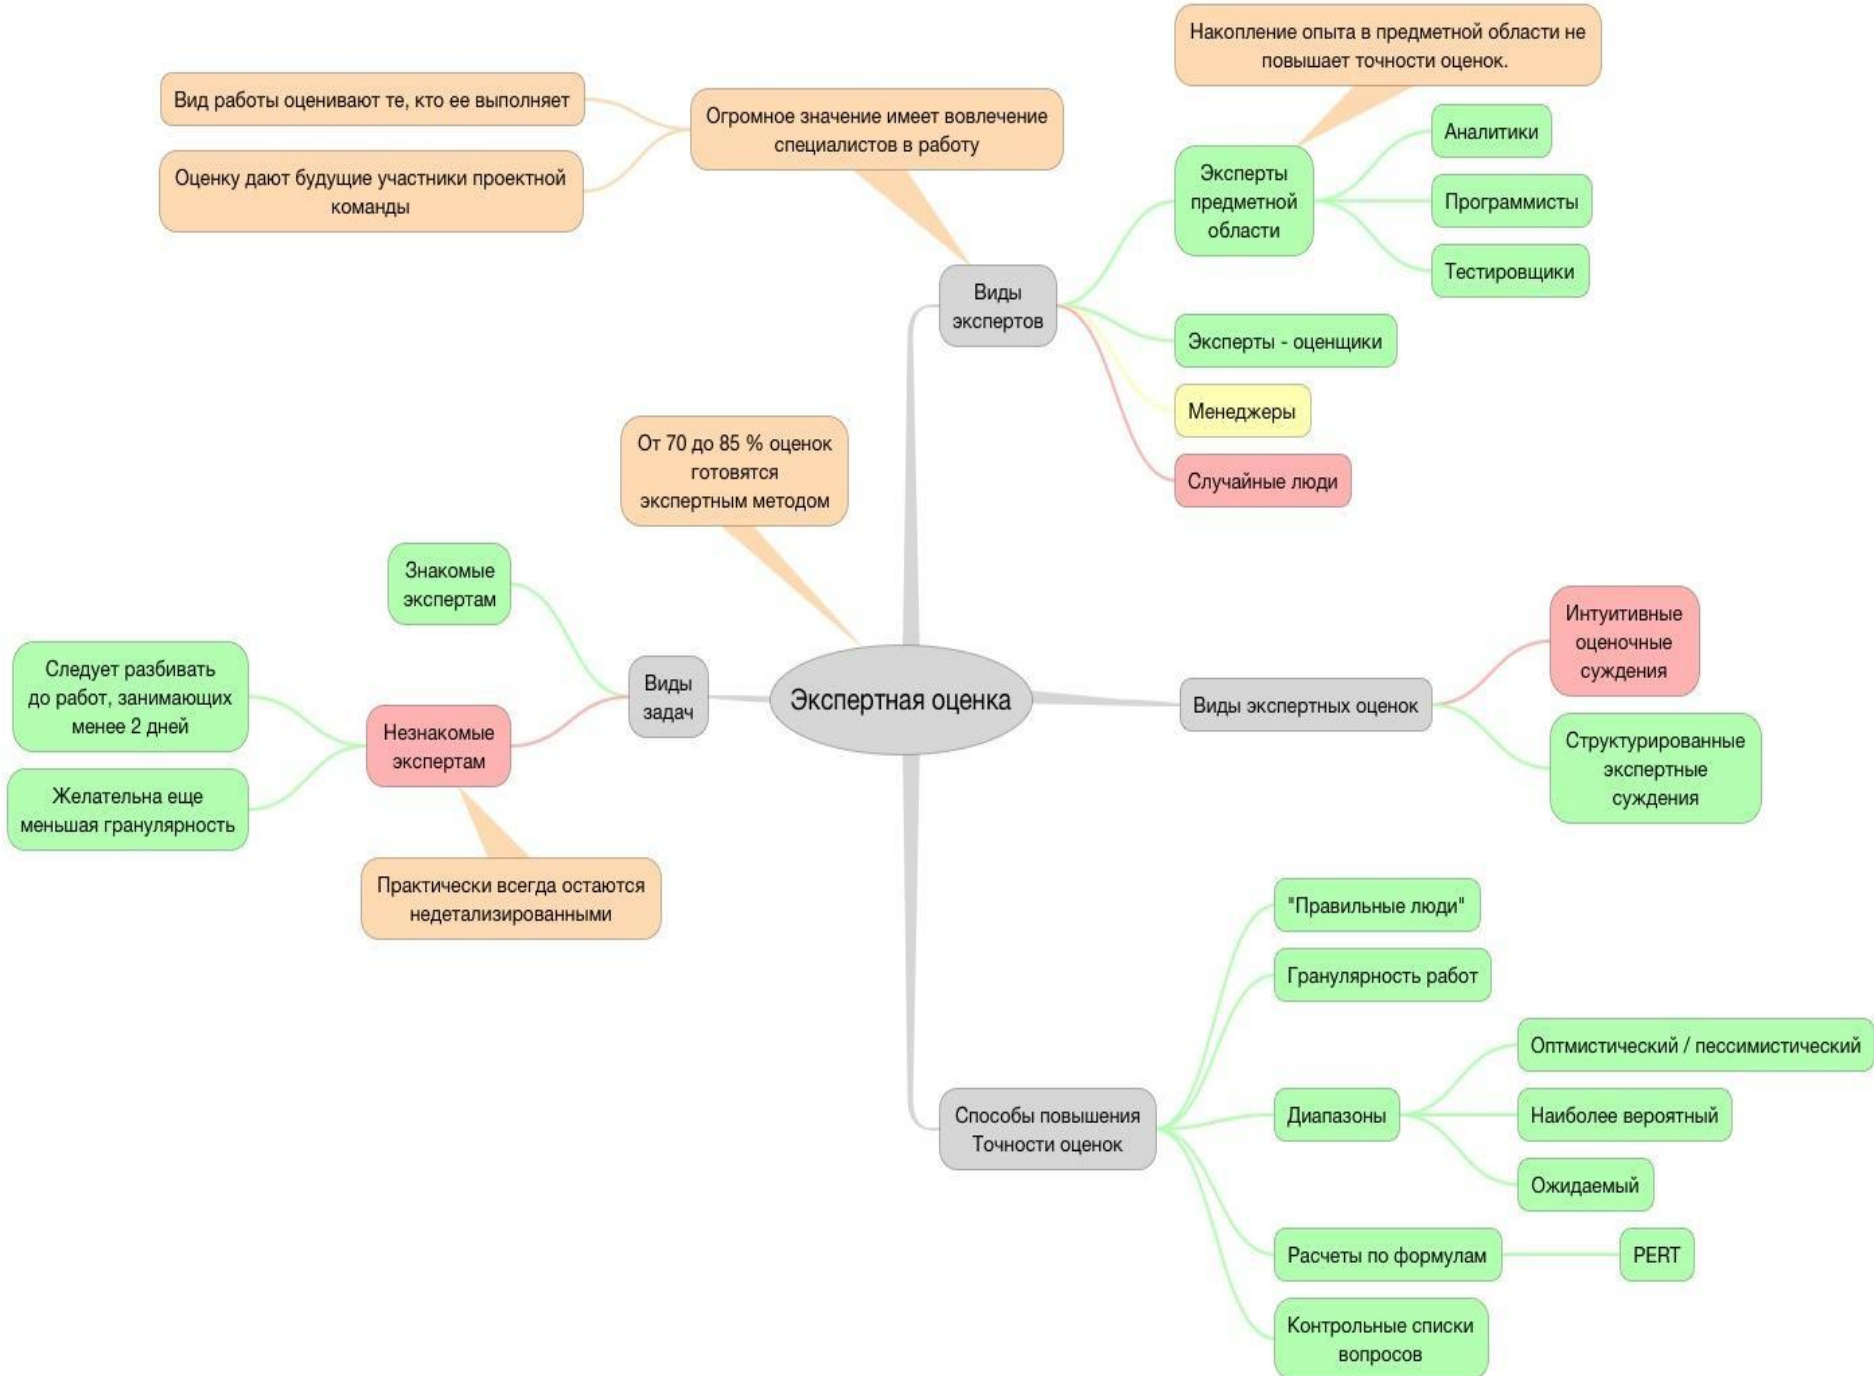 Накопление опыта в предметной области не
повышает точности оценок.
Вид работы оценивают те, кто ее выполняет
Огромное значение имеет вовлечение
специалистов в работу
Оценку дают будущие участники проектной
команды
Эксперты
предметной
области
Аналитики
Программисты
Тестировщики
Виды
экспертов
Эксперты - оценщики
Менеджеры
Случайные люди
От 70 до 85 % оценок
готовятся
экспертным методом
Знакомые
экспертам
Следует разбивать
до работ, занимающих
менее 2 дней
Незнакомые
экспертам
Желательна еще
меньшая гранулярность
Практически всегда остаются
недетализированными
Виды
задач
Экспертная оценка
Виды экспертных оценок
Интуитивные
оценочные
суждения
Структурированные
экспертные
суждения
Способы повышения
Точности оценок
"Правильные люди"
Гранулярность работ
Диапазоны
Оптмистический / пессимистический
Наиболее вероятный
Ожидаемый
Расчеты по формулам
PERT
Контрольные списки
вопросов